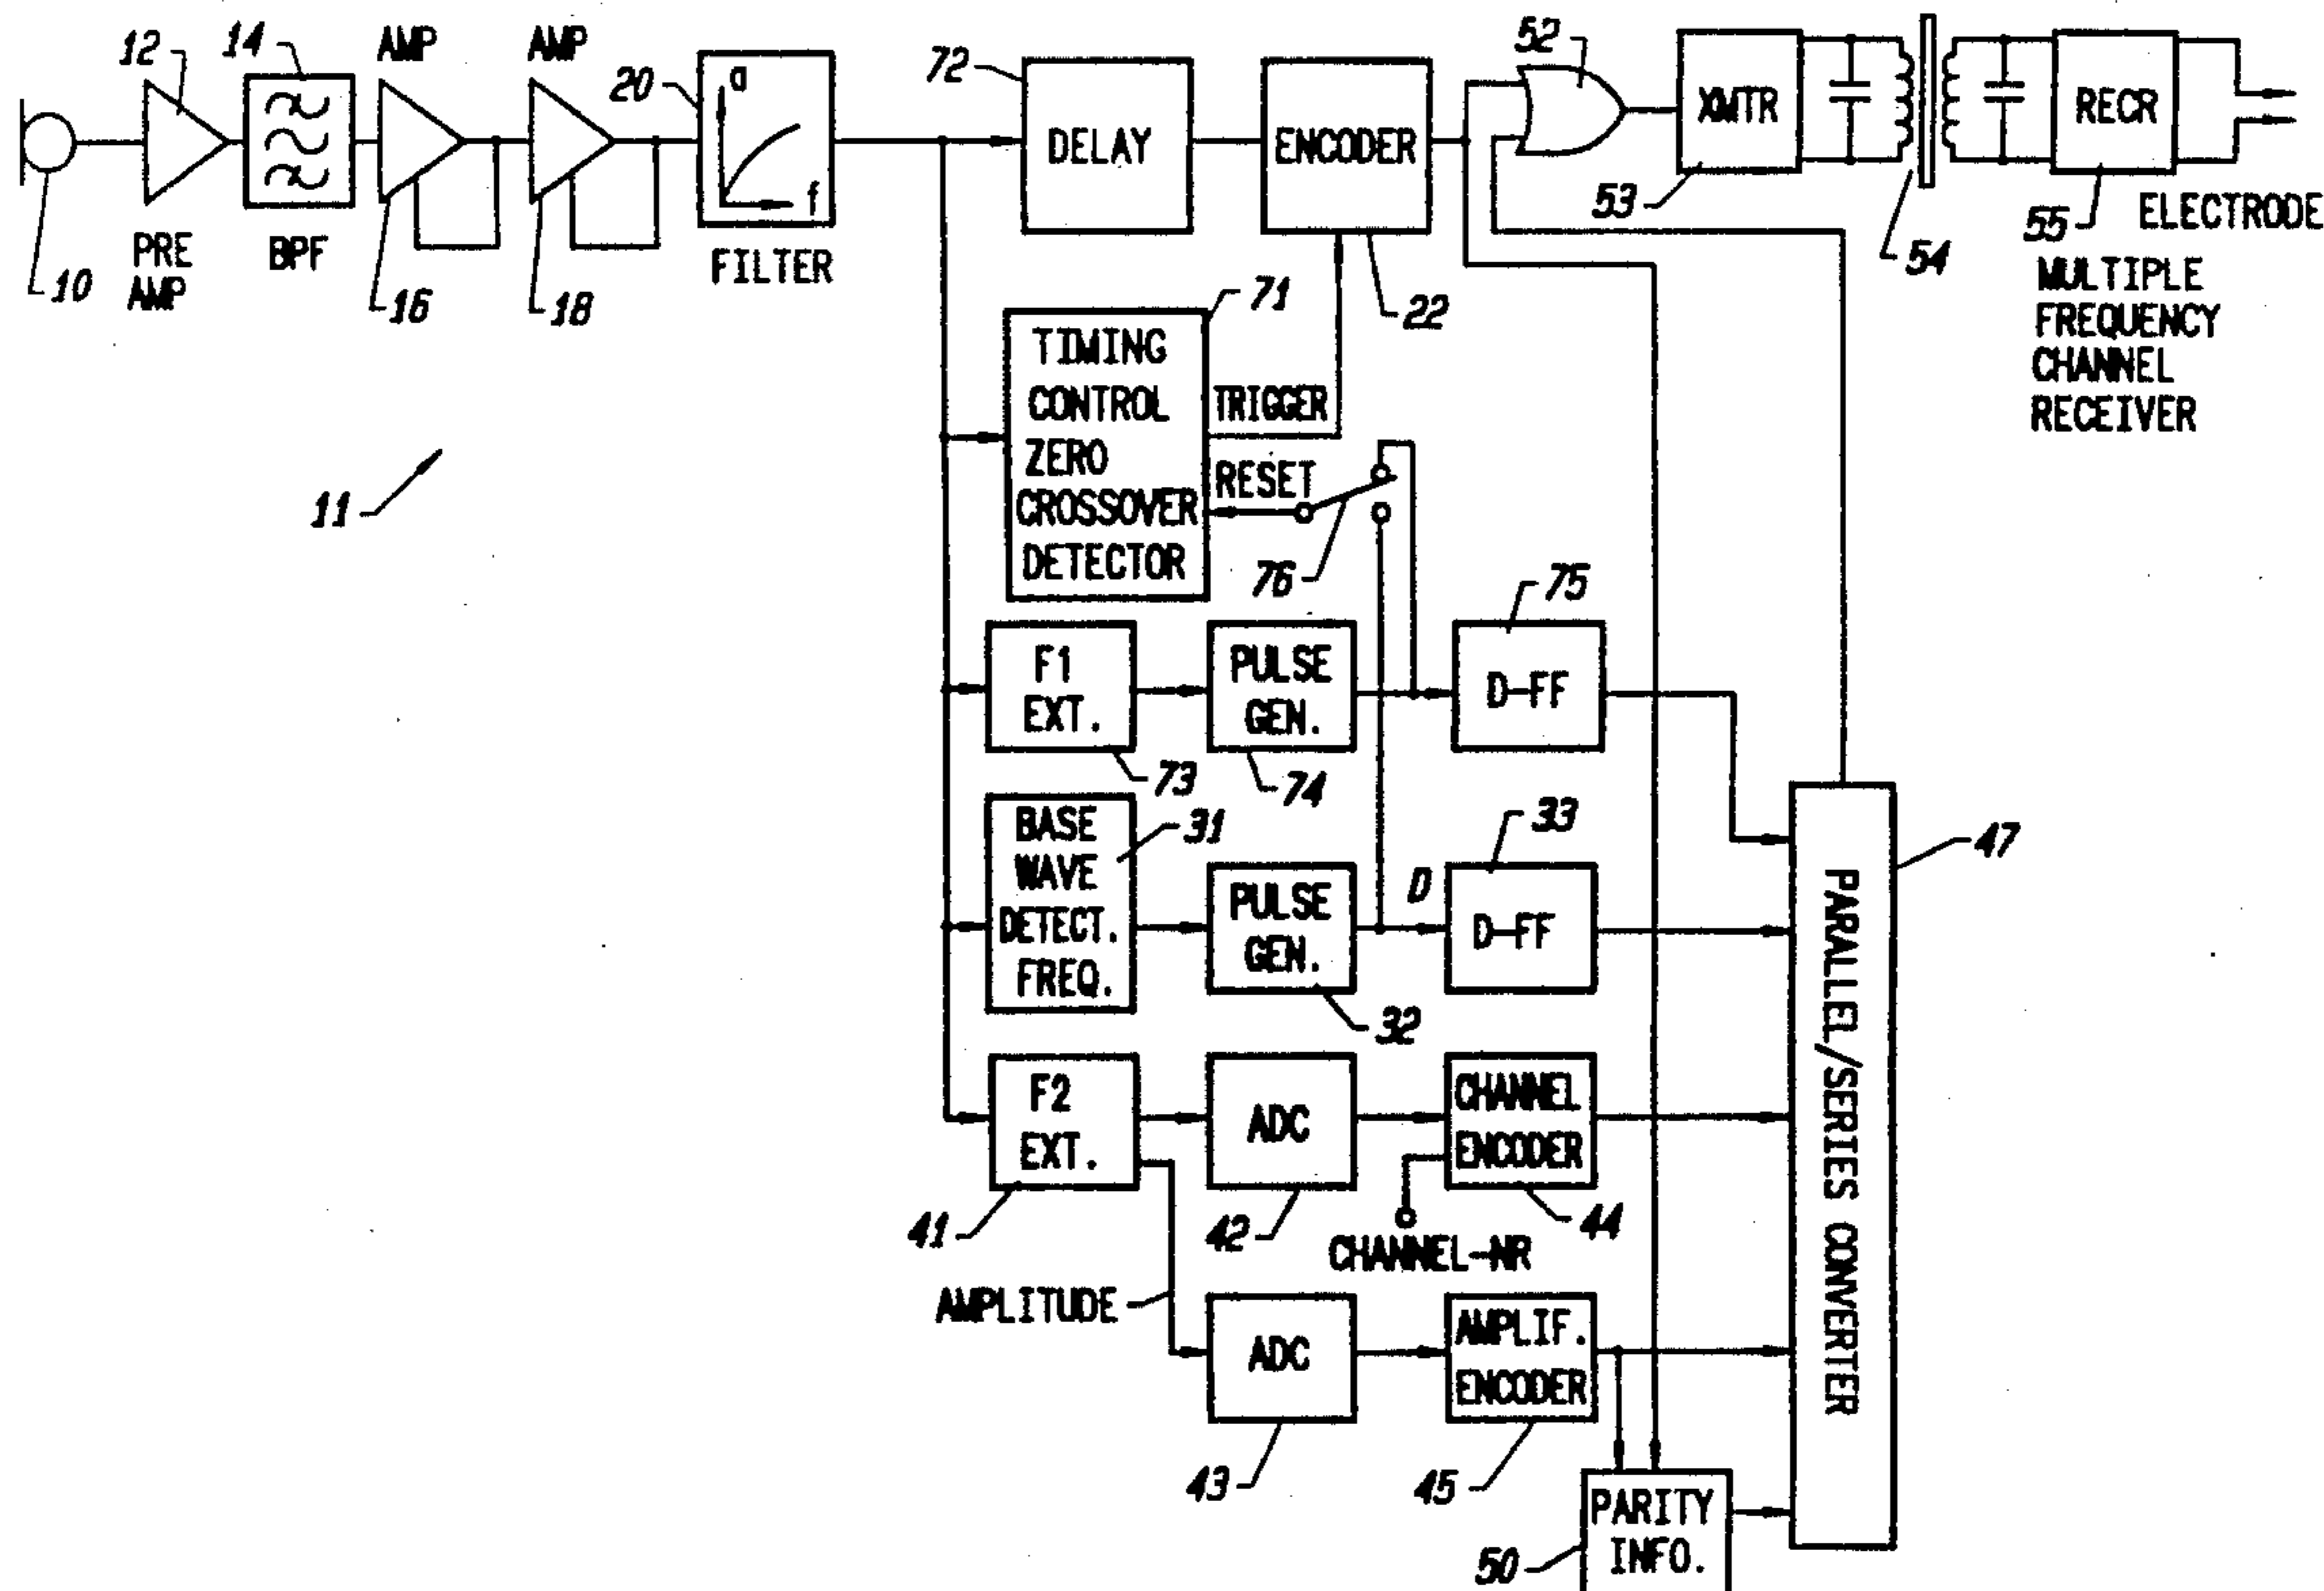 12
14
AMP
AMP
20
a
f
72
DELAY
ENCODER
52
XMTR
RECR
10
PRE
AMP
BPF
16
18
FILTER
22
53
54
55
ELECTRODE
MULTIPLE
FREQUENCY
CHANNEL
RECEIVER
11
71
TIMING
CONTROL
ZERO
CROSSOVER
DETECTOR
TRIGGER
RESET
76
F1
EXT.
73
PULSE
GEN.
74
75
D-FF
BASE
WAVE
DETECT.
FREQ.
31
PULSE
GEN.
32
D
33
D-FF
47
PARALLEL/SERIES CONVERTER
F2
EXT.
41
ADC
42
CHANNEL
ENCODER
44
CHANNEL-NR
AMPLITUDE
ADC
43
AMPLIF.
ENCODER
45
PARITY
INFO.
50